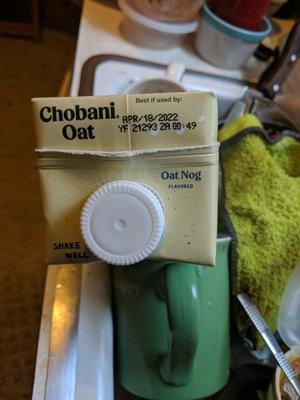 Best if used by:
Chobani®
Oat
APR/18/2022
YF 21293 2A 00:49
Oat Nog
FLAVORED
SHAKE
WELL